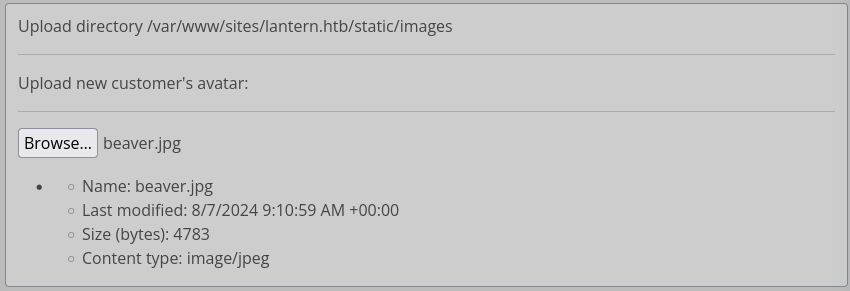 Upload directory /var/www/sites/lantern.htb/static/images
Upload new customer's avatar:
Browse... beaver.jpg
Name: beaver.jpg
Last modified: 8/7/2024 9:10:59 AM +00:00
Size (bytes): 4783
Content type: image/jpeg